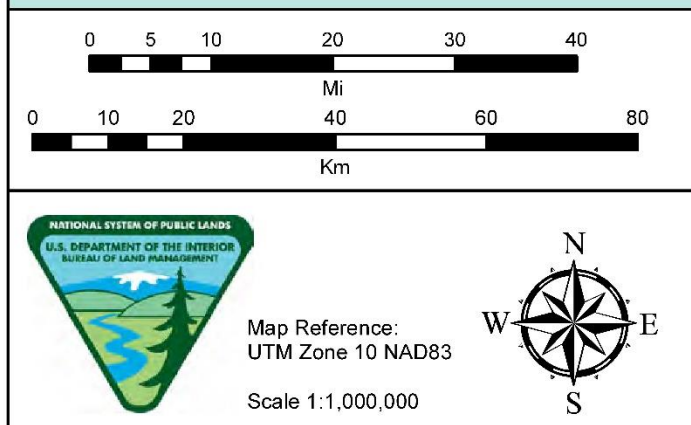 0 5 10 20 30 40
Mi
0 10 20 40 60 80
Km
NATIONAL SYSTEM OF PUBLIC LANDS
U.S. DEPARTMENT OF THE INTERIOR
BUREAU OF LAND MANAGEMENT
Map Reference:
UTM Zone 10 NAD83
Scale 1:1,000,000
N
W E
S